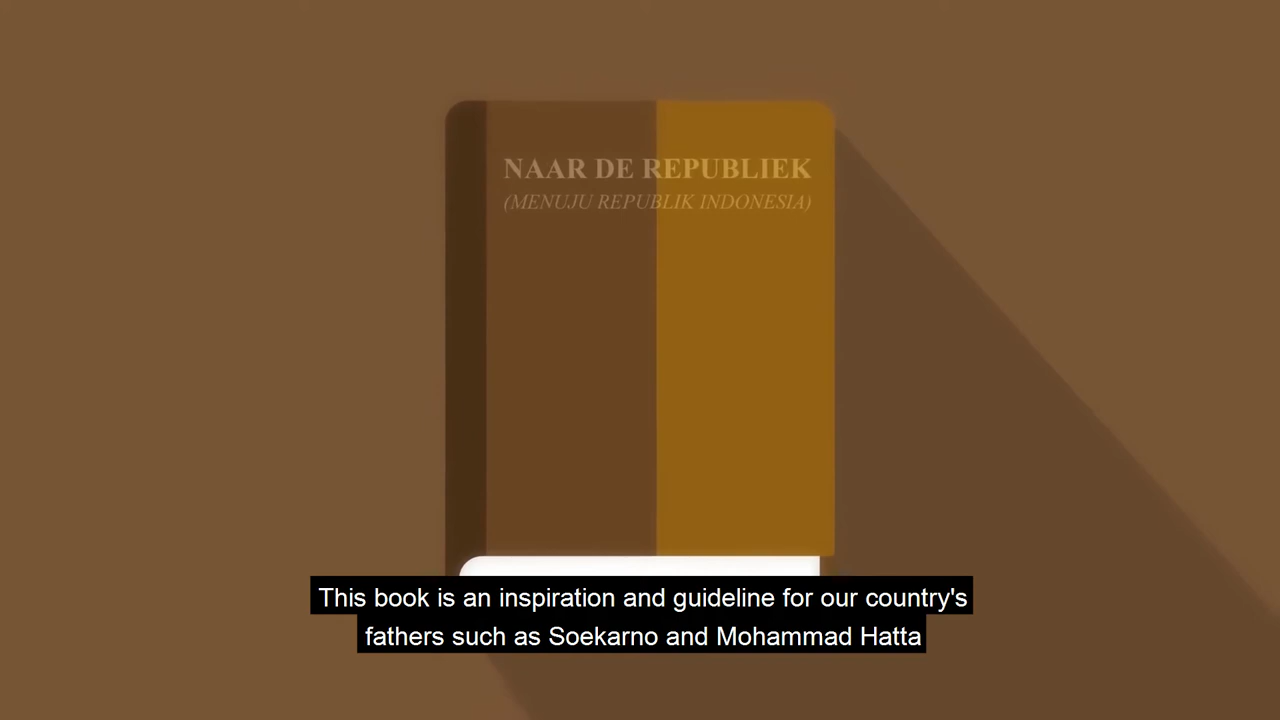 NAAR DE REPUBLIEK
(MENUJU REPUBLIK INDONESIA)
This book is an inspiration and guideline for our country's
fathers such as Soekarno and Mohammad Hatta